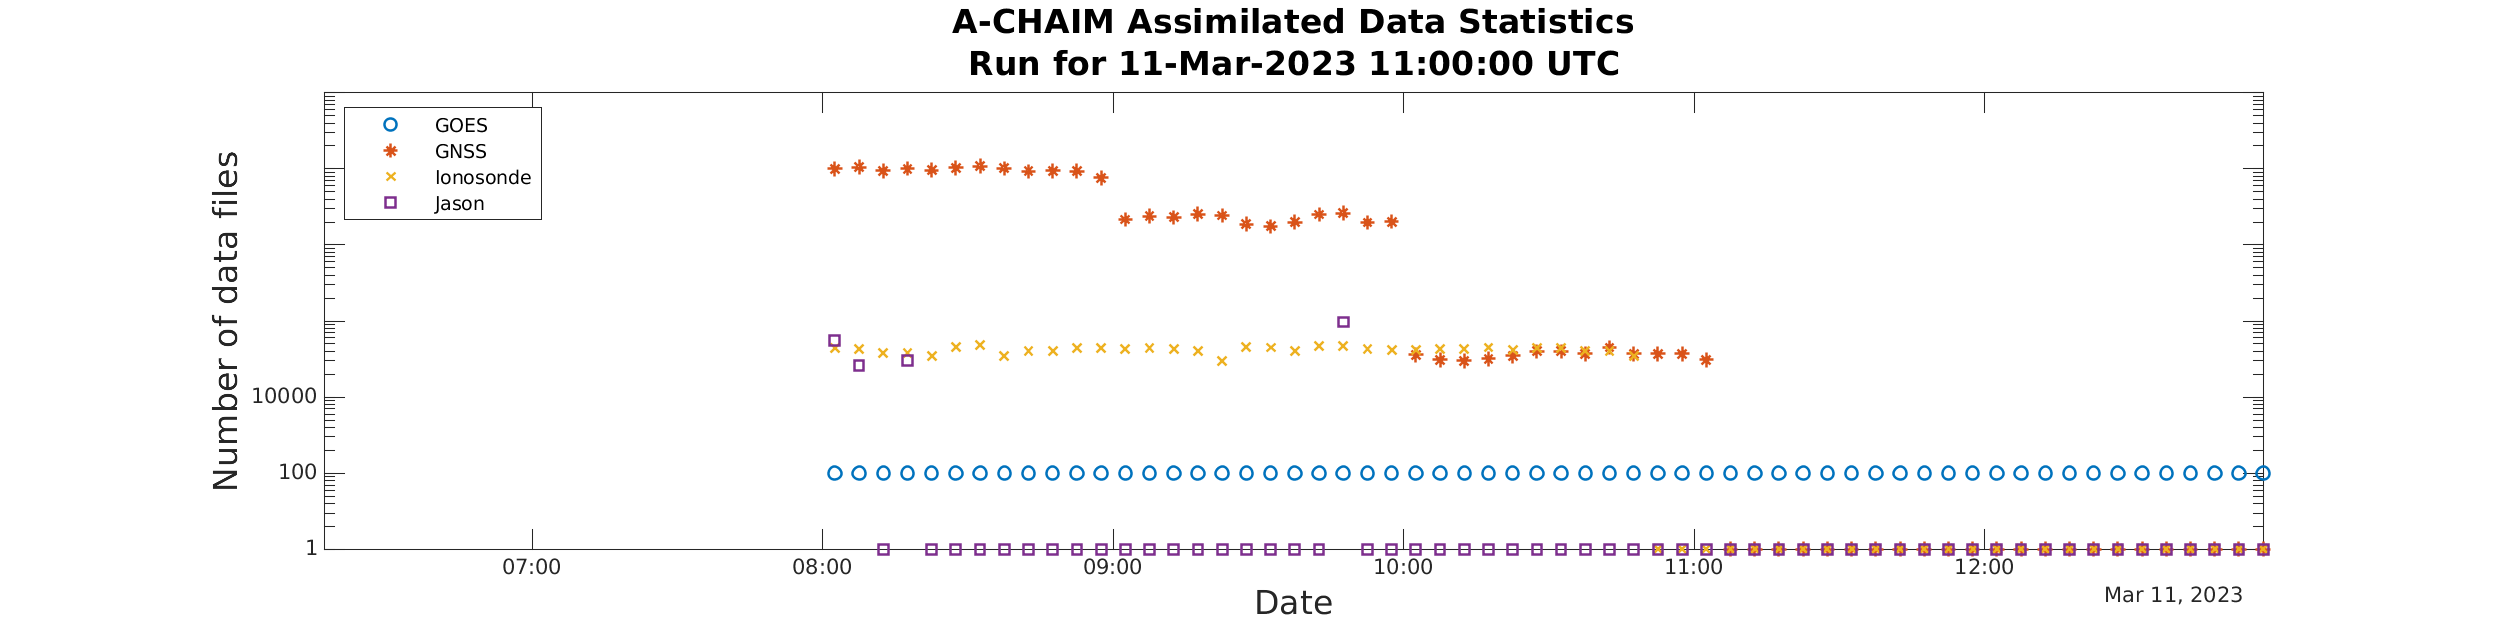 A-CHAIM Assimilated Data Statistics
Run for 11-Mar-2023 11:00:00 UTC
GOES
GNSS
Ionosonde
Jason
Number of data files
10000
100
1
07:00 08:00 09:00 10:00 11:00 12:00
Mar 11, 2023
Date